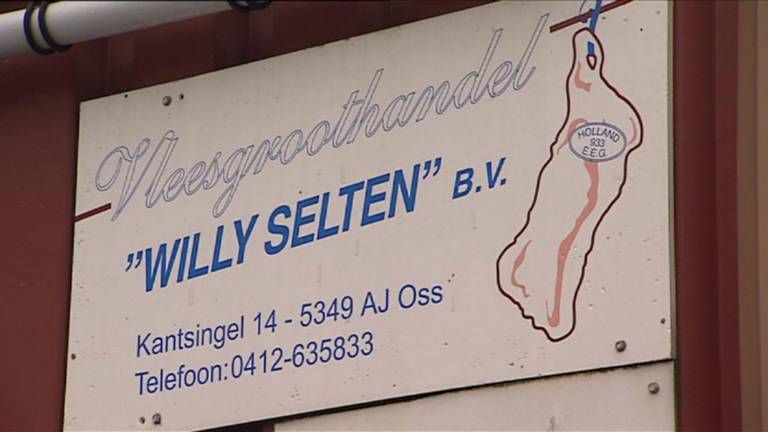 Vleesgroothandel
"WILLY SELTEN" B.V.
HOLLAND
933
E.E.G.
Kantsingel 14 - 5349 AJ Oss
Telefoon: 0412-635833